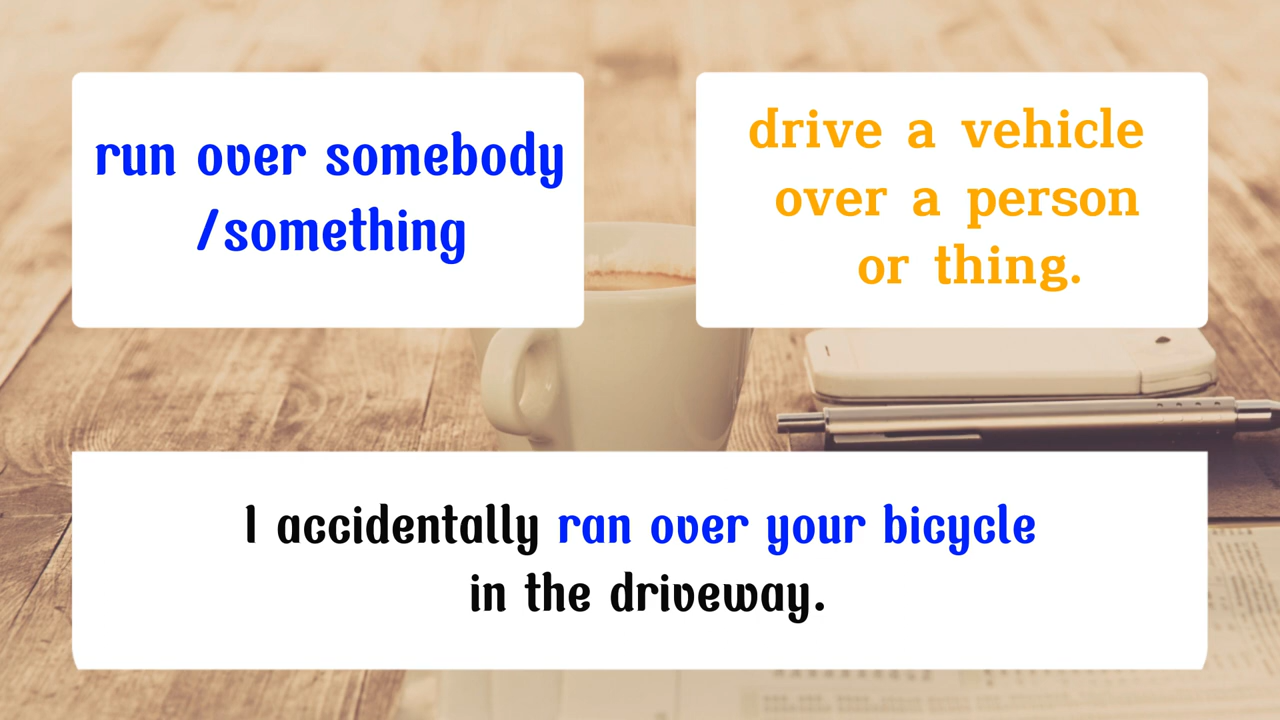 run over somebody
/something
drive a vehicle
over a person
or thing.
I accidentally ran over your bicycle
in the driveway.